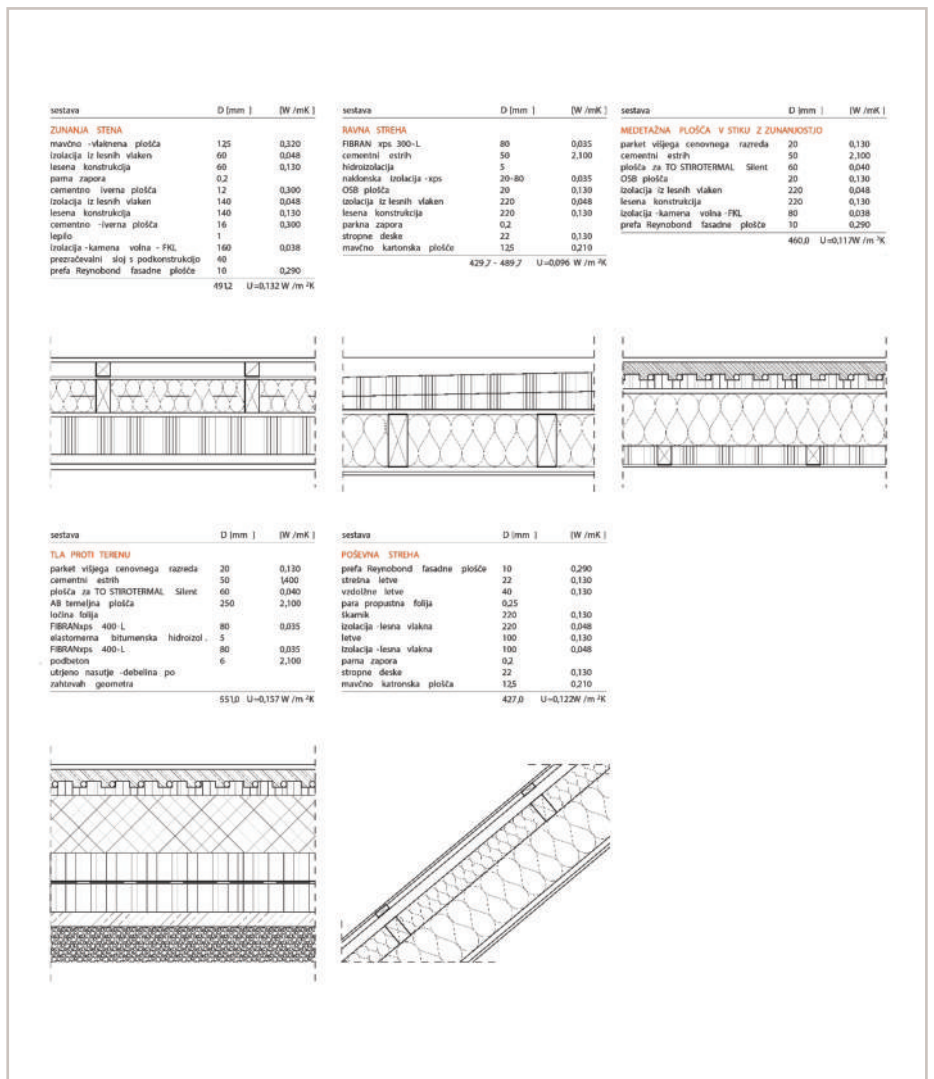 sestava D [mm ] [W /mK ]
ZUNANJA STENA
mavčno -vlaknena plošča 12,5 0,320
izolacija iz lesnih vlaken 60 0,048
lesena konstrukcija 60 0,130
parna zapora 0,2
cementno iverna plošča 12 0,300
izolacija iz lesnih vlaken 140 0,048
lesena konstrukcija 140 0,130
cementno -iverna plošča 16 0,300
lepilo 1
izolacija -kamena volna - FKL 160 0,038
prezračevalni sloj s podkonstrukcijo 40
prefa Reynobond fasadne plošče 10 0,290
491,2 U=0,132 W /m ²K
sestava D [mm ] [W /mK ]
RAVNA STREHA
FIBRAN xps 300-L 80 0,035
cementni estrih 50 2,100
hidroizolacija 5
naklonska izolacija -xps 20-80 0,035
OSB plošča 20 0,130
izolacija iz lesnih vlaken 220 0,048
lesena konstrukcija 220 0,130
parkna zapora 0,2
stropne deske 22 0,130
mavčno kartonska plošče 12,5 0,210
429,7 - 489,7 U=0,096 W /m ²K
sestava D [mm ] [W /mK ]
MEDETAŽNA PLOŠČA V STIKU Z ZUNANJOSTJO
parket višjega cenovnega razreda 20 0,130
cementni estrih 50 2,100
plošča za TO STIROTERMAL Silent 60 0,040
OSB plošča 20 0,130
izolacija iz lesnih vlaken 220 0,048
lesena konstrukcija 220 0,130
izolacija -kamena volna -FKL 80 0,038
prefa Reynobond fasadne plošče 10 0,290
460,0 U=0,117W /m ²K
sestava D [mm ] [W /mK ]
TLA PROTI TERENU
parket višjega cenovnega razreda 20 0,130
cementni estrih 50 1,400
plošča za TO STIROTERMAL Silent 60 0,040
AB temeljna plošča 250 2,100
ločina folija
FIBRANxps 400-L 80 0,035
elastomerna bitumenska hidroizol . 5
FIBRANxps 400-L 80 0,035
podbeton 6 2,100
utrjeno nasutje -debelina po
zahtevah geometra
551,0 U=0,157 W /m ²K
sestava D [mm ] [W /mK ]
POŠEVNA STREHA
prefa Reynobond fasadne plošče 10 0,290
strešna letve 22 0,130
vzdolžne letve 40 0,130
para propustna folija 0,25
škarnik 220 0,130
izolacija -lesna vlakna 220 0,048
letve 100 0,130
izolacija -lesna vlakna 100 0,048
parna zapora 0,2
stropne deske 22 0,130
mavčno katronska plošča 12,5 0,210
427,0 U=0,122W /m ²K